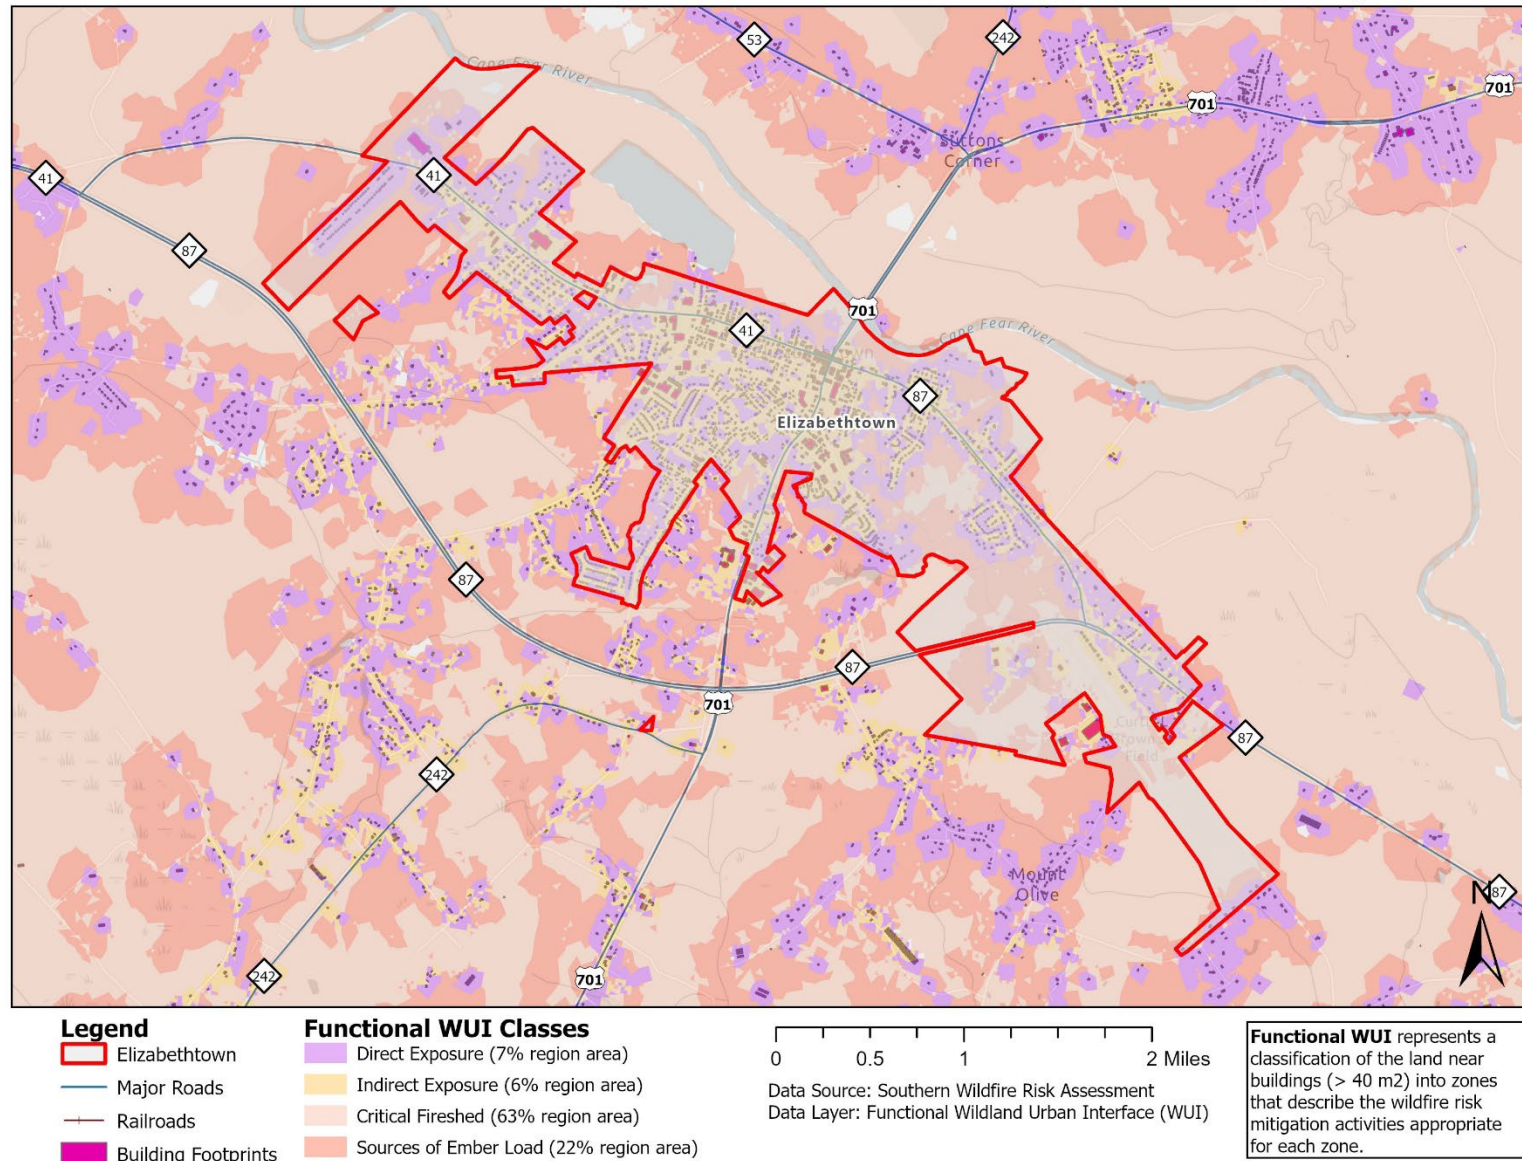 Cape Fear River
53
242
701
701
Suttons
Corner
41
41
87
701
41
Cape Fear River
87
Elizabethtown
87
87
701
Curtis L
Brown Jr
Field
87
242
Mount
Olive
87
N
242
701
Legend
Elizabethtown
Major Roads
Railroads
Building Footprints
Functional WUI Classes
Direct Exposure (7% region area)
Indirect Exposure (6% region area)
Critical Fireshed (63% region area)
Sources of Ember Load (22% region area)
0 0.5 1 2 Miles
Data Source: Southern Wildfire Risk Assessment
Data Layer: Functional Wildland Urban Interface (WUI)
Functional WUI represents a
classification of the land near
buildings (> 40 m2) into zones
that describe the wildfire risk
mitigation activities appropriate
for each zone.